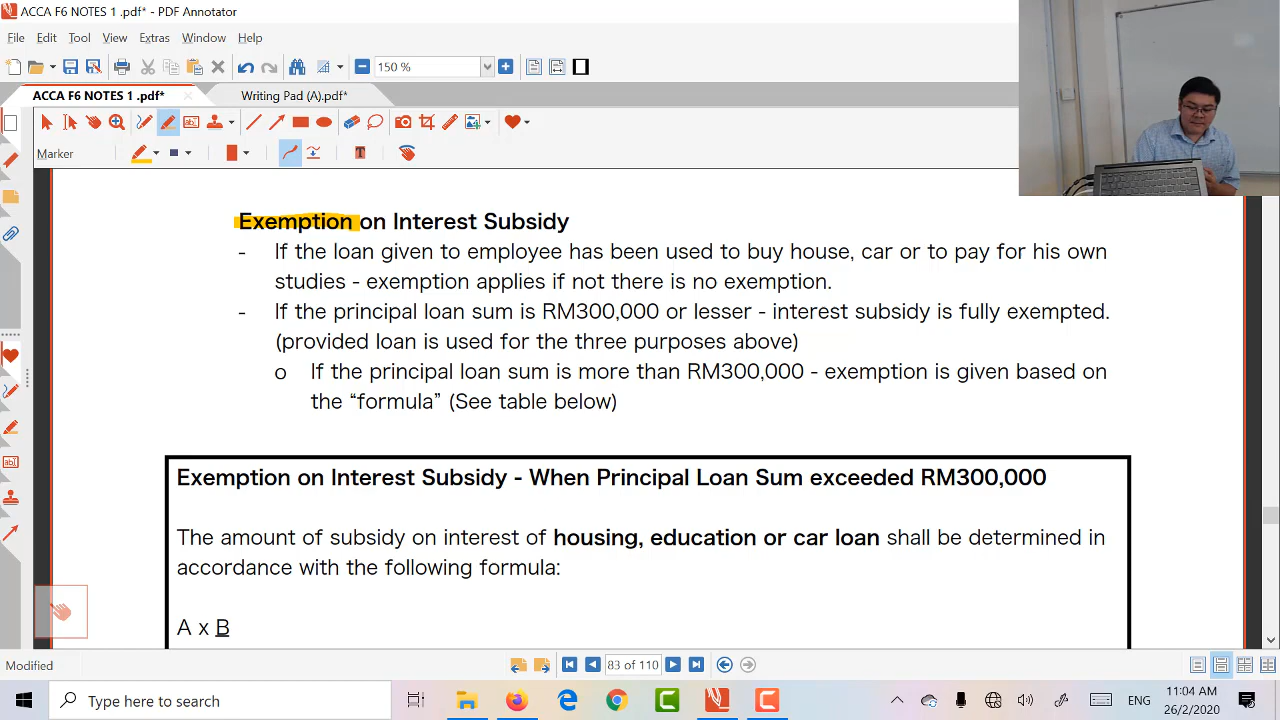 ACCA F6 NOTES 1 .pdf* - PDF Annotator
File Edit Tool View Extras Window Help
150 %
ACCA F6 NOTES 1 .pdf*
Writing Pad (A).pdf*
Marker
Exemption on Interest Subsidy
- If the loan given to employee has been used to buy house, car or to pay for his own
studies - exemption applies if not there is no exemption.
- If the principal loan sum is RM300,000 or lesser - interest subsidy is fully exempted.
(provided loan is used for the three purposes above)
o If the principal loan sum is more than RM300,000 - exemption is given based on
the “formula” (See table below)
Exemption on Interest Subsidy - When Principal Loan Sum exceeded RM300,000
The amount of subsidy on interest of housing, education or car loan shall be determined in
accordance with the following formula:
A x B
Modified
83 of 110
Type here to search
ENG
11:04 AM
26/2/2020